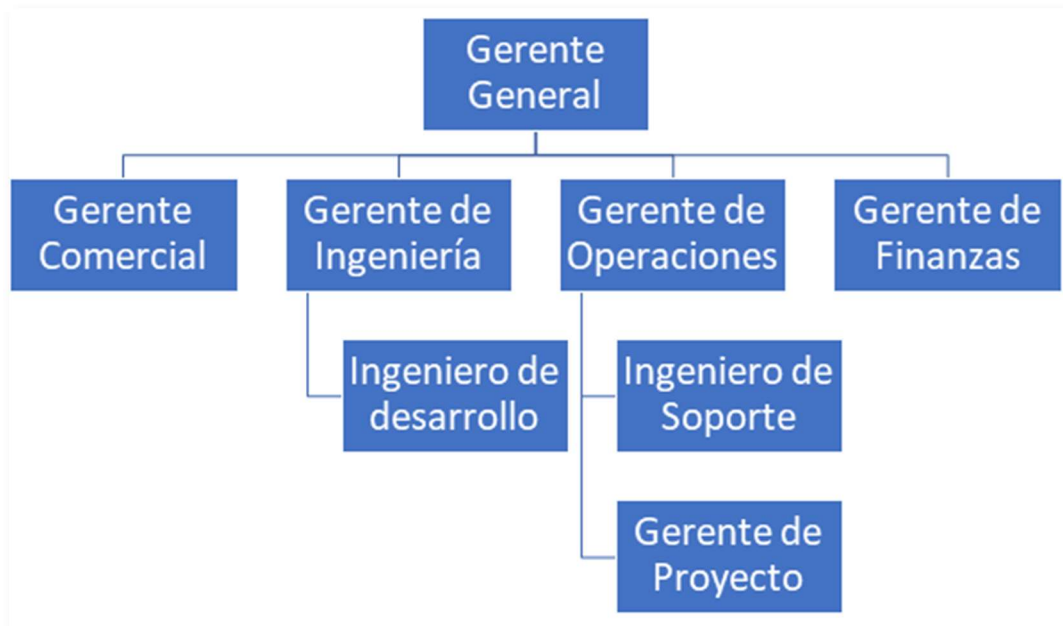 Gerente
General
Gerente
Comercial
Gerente de
Ingeniería
Gerente de
Operaciones
Gerente de
Finanzas
Ingeniero de
desarrollo
Ingeniero de
Soporte
Gerente de
Proyecto